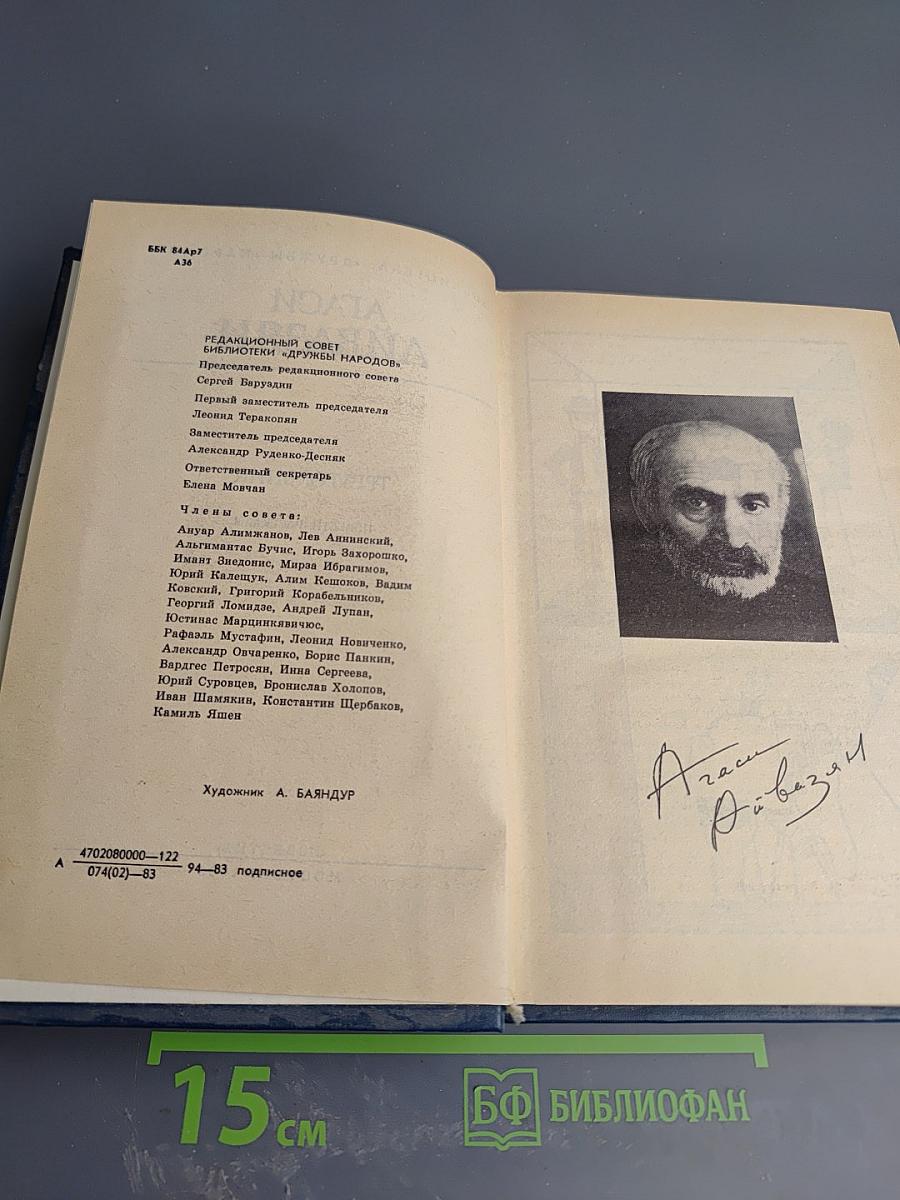 ББК 84Ар7
А36
АГАСИ
РЕДАКЦИОННЫЙ СОВЕТ
БИБЛИОТЕКИ «ДРУЖБЫ НАРОДОВ»
Председатель редакционного совета
Сергей Баруздин
Первый заместитель председателя
Леонид Теракопян
Заместитель председателя
Александр Руденко-Десняк
Ответственный секретарь
Елена Мовчан
Члены совета:
Ануар Алимжанов, Лев Аннинский,
Альгимантас Бучис, Игорь Захорошко,
Имант Зиедонис, Мирза Ибрагимов,
Юрий Калещук, Алим Кешоков, Вадим
Ковский, Григорий Корабельников,
Георгий Ломидзе, Андрей Лупан,
Юстинас Марцинкявичюс,
Рафаэль Мустафин, Леонид Новиченко,
Александр Овчаренко, Борис Панкин,
Вардгес Петросян, Инна Сергеева,
Юрий Суровцев, Бронислав Холопов,
Иван Шамякин, Константин Щербаков,
Камиль Яшен
Художник А. БАЯНДУР
А 4702080000—122
074(02)—83 94—83 подписное
Агаси
Айвазян
15 см
БФ БИБЛИОФАН